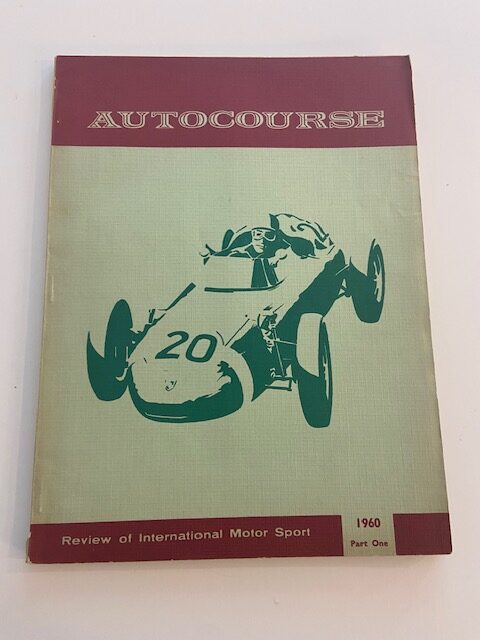 AUTOCOURSE
20
Review of International Motor Sport
1960
Part One